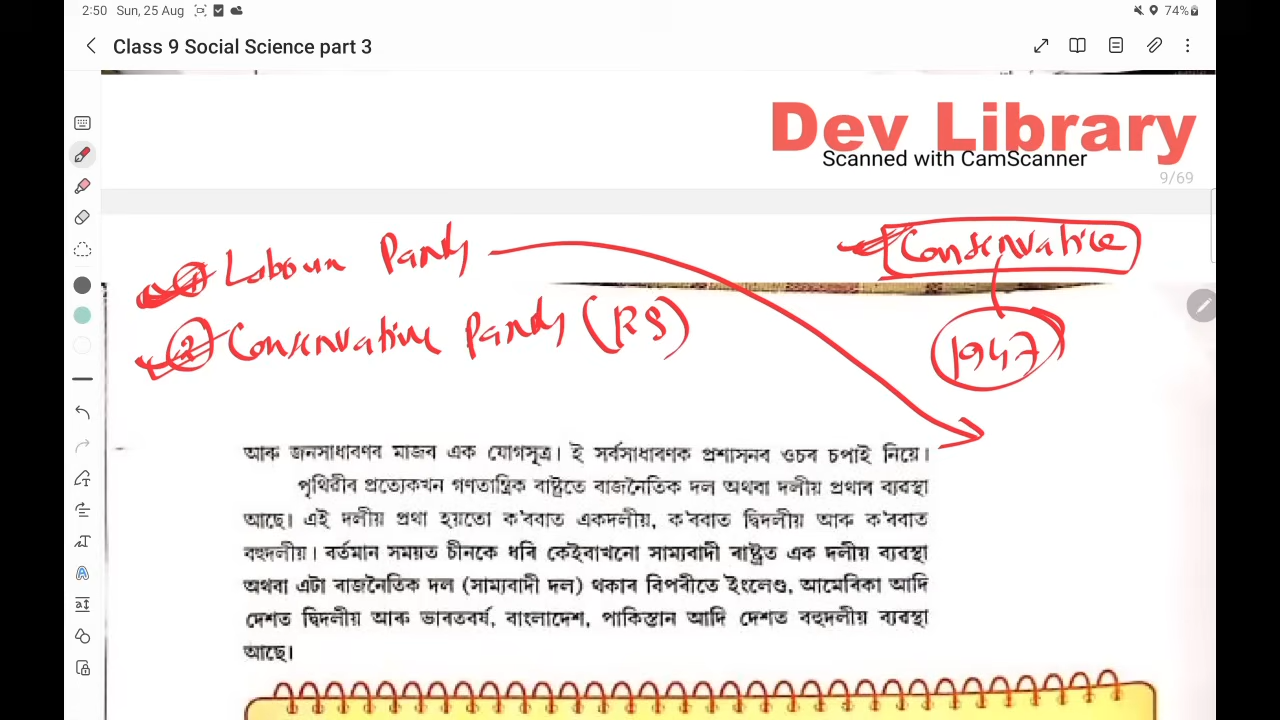 2:50 Sun, 25 Aug
74%
Class 9 Social Science part 3
Dev Library
Scanned with CamScanner
9/69
① Labour Party
② Conservative Party (RS)
Conservative
1947
আৰু জনসাধাৰণৰ মাজৰ এক যোগসূত্ৰ। ই সৰ্বসাধাৰণক প্ৰশাসনৰ ওচৰ চপাই নিয়ে।
পৃথিৱীৰ প্ৰত্যেকখন গণতান্ত্ৰিক ৰাষ্ট্ৰতে ৰাজনৈতিক দল অথবা দলীয় প্ৰথাৰ ব্যৱস্থা
আছে। এই দলীয় প্ৰথা হয়তো ক'ৰবাত একদলীয়, ক'ৰবাত দ্বিদলীয় আৰু ক'ৰবাত
বহুদলীয়। বৰ্তমান সময়ত চীনকে ধৰি কেইবাখনো সাম্যবাদী ৰাষ্ট্ৰত এক দলীয় ব্যৱস্থা
অথবা এটা ৰাজনৈতিক দল (সাম্যবাদী দল) থকাৰ বিপৰীতে ইংলেণ্ড, আমেৰিকা আদি
দেশত দ্বিদলীয় আৰু ভাৰতবৰ্ষ, বাংলাদেশ, পাকিস্তান আদি দেশত বহুদলীয় ব্যৱস্থা
আছে।